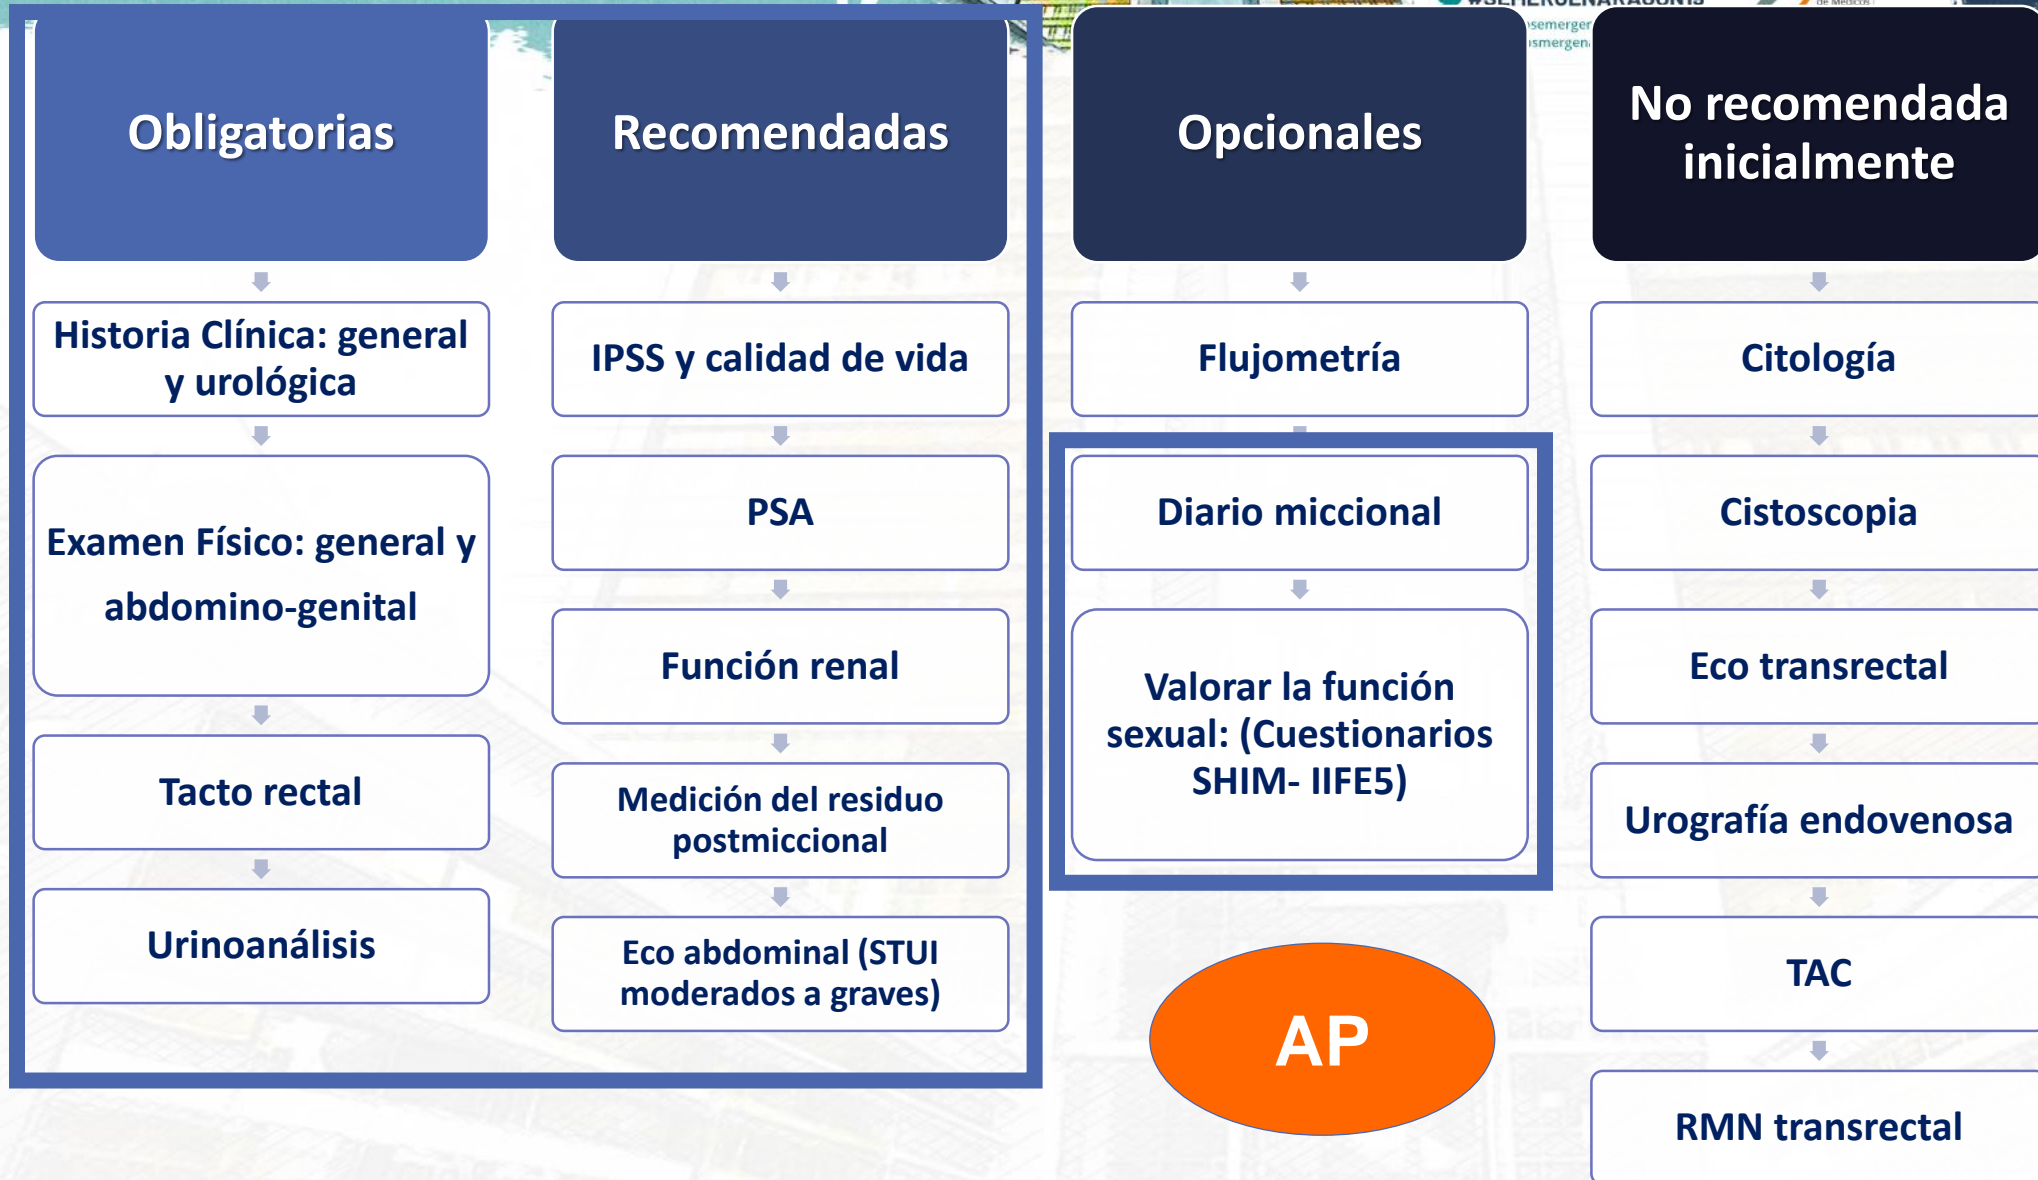 de Médicos
Obligatorias
Historia Clínica: general
y urológica
Examen Físico: general y
abdomino-genital
Tacto rectal
Urinoanálisis
Recomendadas
IPSS y calidad de vida
PSA
Función renal
Medición del residuo
postmiccional
Eco abdominal (STUI
moderados a graves)
Opcionales
Flujometría
Diario miccional
Valorar la función
sexual: (Cuestionarios
SHIM- IIFE5)
AP
No recomendada
inicialmente
Citología
Cistoscopia
Eco transrectal
Urografía endovenosa
TAC
RMN transrectal